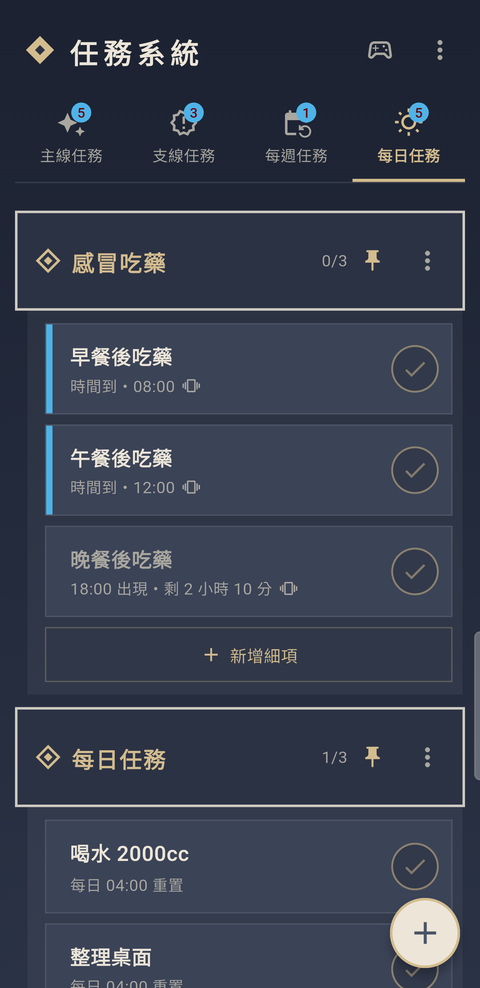 任務系統
5
3
1
5
主線任務
支線任務
每週任務
每日任務
感冒吃藥
0/3
早餐後吃藥
時間到・08:00
午餐後吃藥
時間到・12:00
晚餐後吃藥
18:00 出現・剩 2 小時 10 分
+ 新增細項
每日任務
1/3
喝水 2000cc
每日 04:00 重置
整理桌面
每日 04:00 重置